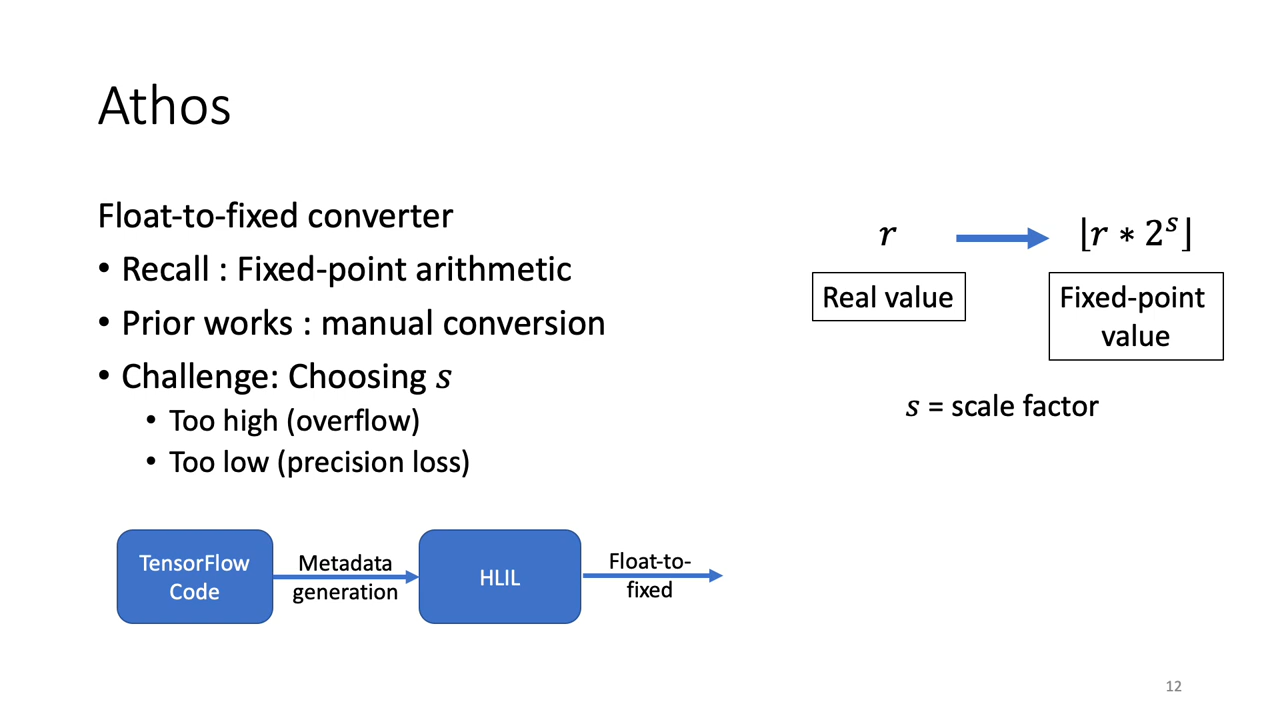 Athos
Float-to-fixed converter
• Recall : Fixed-point arithmetic
• Prior works : manual conversion
• Challenge: Choosing 𝑠
• Too high (overflow)
• Too low (precision loss)
𝑟
⌊𝑟 ∗ 2^𝑠⌋
Real value
Fixed-point
value
𝑠 = scale factor
TensorFlow
Code
Metadata
generation
HLIL
Float-to-
fixed
12